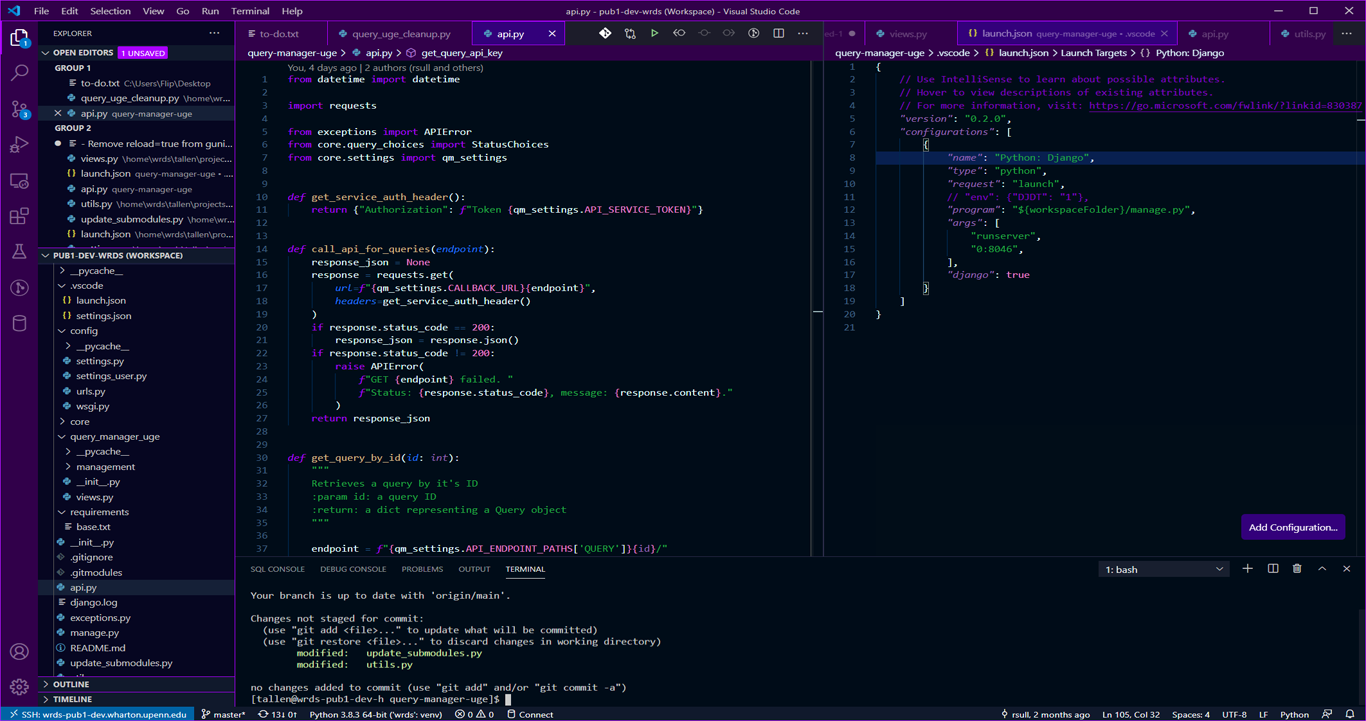 File Edit Selection View Go Run Terminal Help
api.py - pub1-dev-wrds (Workspace) - Visual Studio Code
EXPLORER
OPEN EDITORS 1 UNSAVED
GROUP 1
to-do.txt C:\Users\Flip\Desktop
query_uge_cleanup.py \home\wr...
api.py query-manager-uge
GROUP 2
- Remove reload=true from guni...
views.py \home\wrds\tallen\projec...
launch.json query-manager-uge • ...
api.py query-manager-uge
utils.py \home\wrds\tallen\projects...
update_submodules.py \home\w...
launch.json \home\wrds\tallen\pr...
PUB1-DEV-WRDS (WORKSPACE)
__pycache__
.vscode
launch.json
settings.json
config
__pycache__
settings.py
settings_user.py
urls.py
wsgi.py
core
query_manager_uge
__pycache__
management
__init__.py
views.py
requirements
base.txt
__init__.py
.gitignore
.gitmodules
api.py
django.log
exceptions.py
manage.py
README.md
update_submodules.py
OUTLINE
TIMELINE
to-do.txt query_uge_cleanup.py api.py
query-manager-uge > api.py > get_query_api_key
You, 4 days ago | 2 authors (rsull and others)
1 from datetime import datetime
2
3 import requests
4
5 from exceptions import APIError
6 from core.query_choices import StatusChoices
7 from core.settings import qm_settings
8
9
10 def get_service_auth_header():
11 return {"Authorization": f"Token {qm_settings.API_SERVICE_TOKEN}"}
12
13
14 def call_api_for_queries(endpoint):
15 response_json = None
16 response = requests.get(
17 url=f"{qm_settings.CALLBACK_URL}{endpoint}",
18 headers=get_service_auth_header()
19 )
20 if response.status_code == 200:
21 response_json = response.json()
22 if response.status_code != 200:
23 raise APIError(
24 f"GET {endpoint} failed. "
25 f"Status: {response.status_code}, message: {response.content}."
26 )
27 return response_json
28
29
30 def get_query_by_id(id: int):
31 """
32 Retrieves a query by it's ID
33 :param id: a query ID
34 :return: a dict representing a Query object
35 """
36
37 endpoint = f"{qm_settings.API_ENDPOINT_PATHS['QUERY']}{id}/"
ed-1 views.py launch.json query-manager-uge • .vscode api.py utils.py
query-manager-uge > .vscode > launch.json > Launch Targets > Python: Django
1 {
2 // Use IntelliSense to learn about possible attributes.
3 // Hover to view descriptions of existing attributes.
4 // For more information, visit: https://go.microsoft.com/fwlink/?linkid=830387
5 "version": "0.2.0",
6 "configurations": [
7 {
8 "name": "Python: Django",
9 "type": "python",
10 "request": "launch",
11 // "env": {"DJDT": "1"},
12 "program": "${workspaceFolder}/manage.py",
13 "args": [
14 "runserver",
15 "0:8046",
16 ],
17 "django": true
18 }
19 ]
20 }
21
Add Configuration...
SQL CONSOLE DEBUG CONSOLE PROBLEMS OUTPUT TERMINAL
1: bash
Your branch is up to date with 'origin/main'.
Changes not staged for commit:
(use "git add <file>..." to update what will be committed)
(use "git restore <file>..." to discard changes in working directory)
modified: update_submodules.py
modified: utils.py
no changes added to commit (use "git add" and/or "git commit -a")
[tallen@wrds-pub1-dev-h query-manager-uge]$
SSH: wrds-pub1-dev.wharton.upenn.edu master* 13↓ 0↑ Python 3.8.3 64-bit ('wrds': venv) 0 0 Connect
rsull, 2 months ago Ln 105, Col 32 Spaces: 4 UTF-8 LF Python